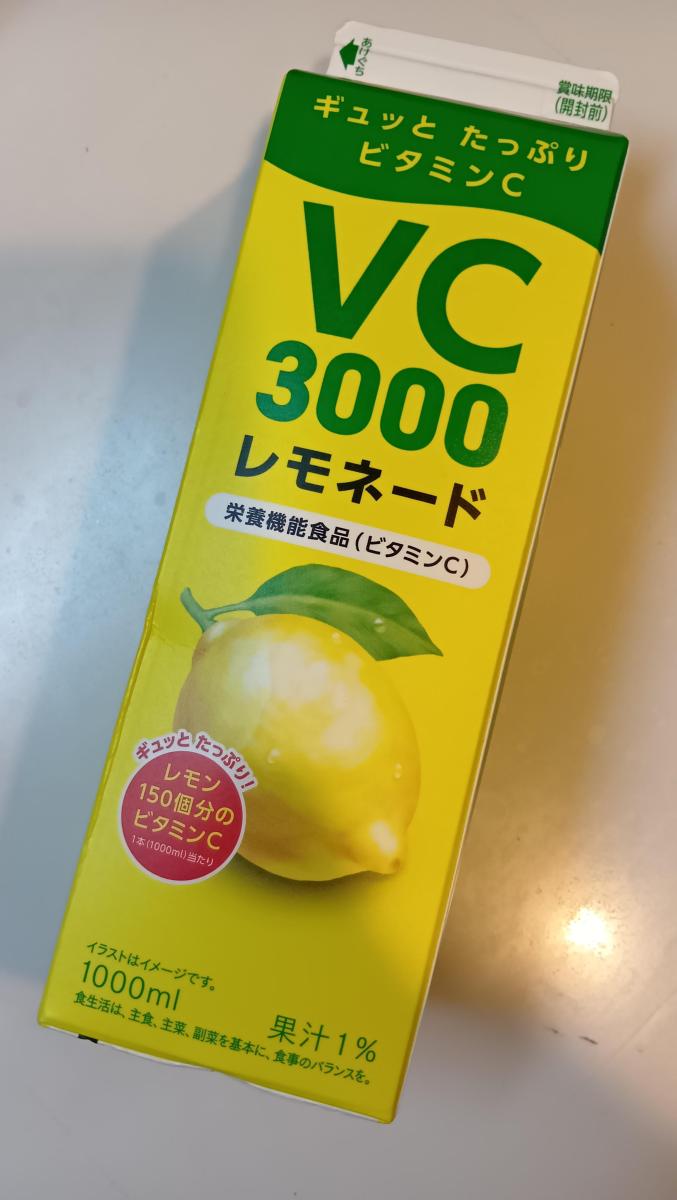 あけぐち
賞味期限
(開封前)
ギュッと たっぷり
ビタミンC
VC
3000
レモネード
栄養機能食品(ビタミンC)
ギュッと たっぷり!
レモン
150個分の
ビタミンC
1本(1000ml)当たり
イラストはイメージです。
1000ml
果汁1%
食生活は、主食、主菜、副菜を基本に、食事のバランスを。